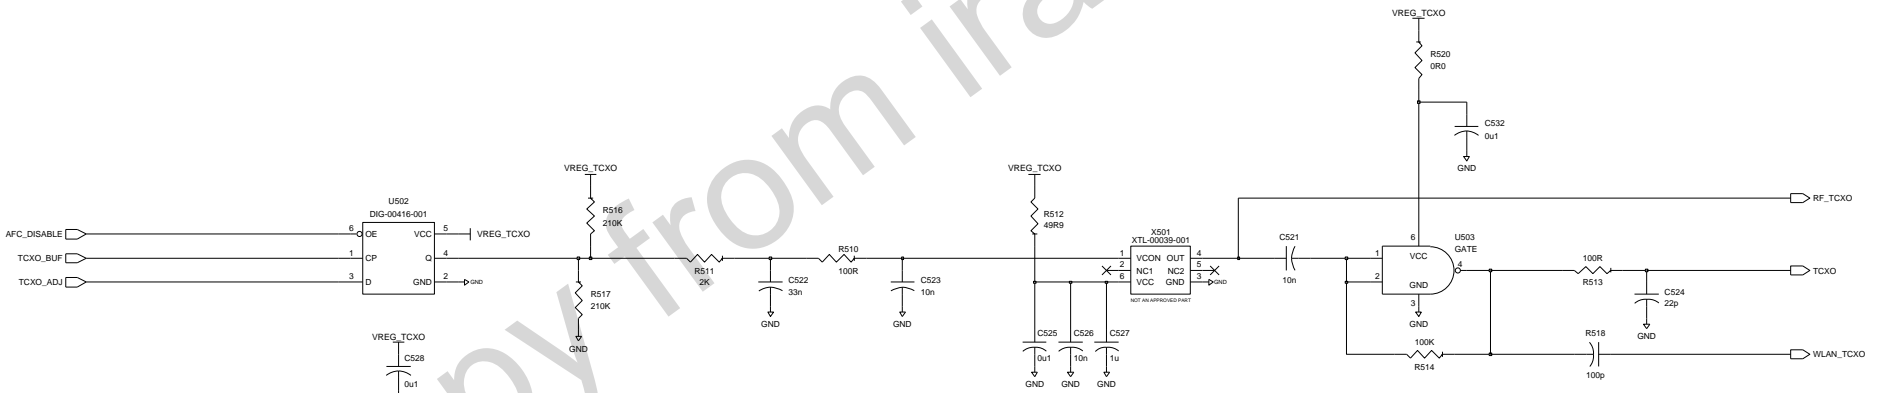 VREG_TCXO
R520
0R0
C532
0u1
GND
VREG_TCXO
R516
210K
VREG_TCXO
R512
49R9
RF_TCXO
U502
DIG-00416-001
AFC_DISABLE
6 OE VCC 5
VREG_TCXO
TCXO_BUF
1 CP Q 4
TCXO_ADJ
3 D GND 2
GND
R517
210K
GND
R511
2K
C522
33n
GND
R510
100R
C523
10n
GND
X501
XTL-00039-001
1 VCON OUT 4
2 NC1 NC2 5
6 VCC GND 3
GND
NOT AN APPROVED PART
C525
0u1
GND
C526
10n
GND
C527
1u
GND
C521
10n
U503
GATE
6
VCC
1
2
4
GND
3
GND
100R
R513
TCXO
C524
22p
GND
100K
R514
R518
100p
WLAN_TCXO
VREG_TCXO
C528
0u1
py from ira